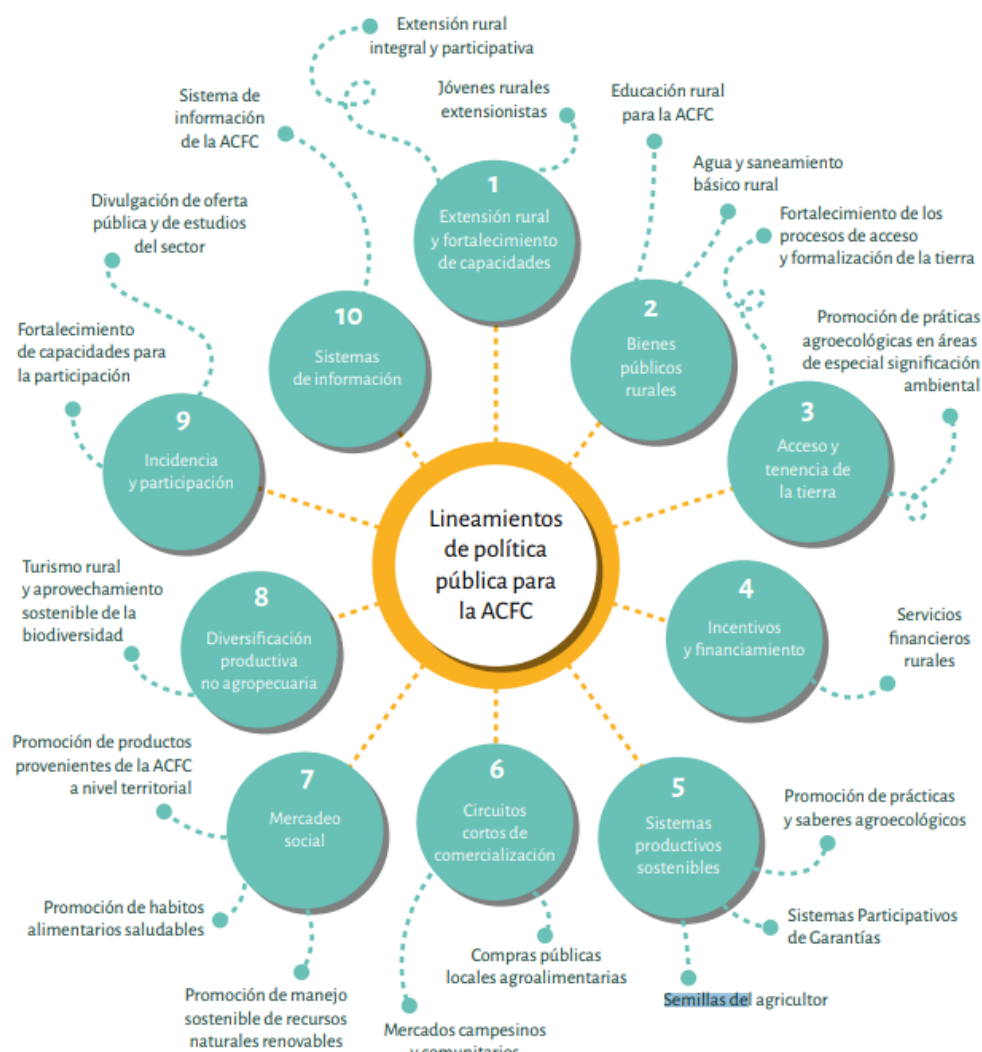 Extensión rural
integral y participativa
Jóvenes rurales
extensionistas
Educación rural
para la ACFC
Sistema de
información
de la ACFC
Agua y saneamiento
básico rural
Divulgación de oferta
pública y de estudios
del sector
Fortalecimiento de los
procesos de acceso
y formalización de la tierra
1
Extensión rural
y fortalecimiento
de capacidades
2
Bienes
públicos
rurales
10
Sistemas
de información
Fortalecimiento
de capacidades para
la participación
Promoción de práticas
agroecológicas en áreas
de especial significación
ambiental
9
Incidencia
y participación
3
Acceso y
tenencia de
la tierra
Lineamientos
de política
pública para
la ACFC
Turismo rural
y aprovechamiento
sostenible de la
biodiversidad
8
Diversificación
productiva
no agropecuaria
4
Incentivos
y financiamiento
Servicios
financieros
rurales
Promoción de productos
provenientes de la ACFC
a nivel territorial
7
Mercadeo
social
6
Circuitos
cortos de
comercialización
5
Sistemas
productivos
sostenibles
Promoción de prácticas
y saberes agroecológicos
Promoción de habitos
alimentarios saludables
Sistemas Participativos
de Garantías
Compras públicas
locales agroalimentarias
Semillas del agricultor
Promoción de manejo
sostenible de recursos
naturales renovables
Mercados campesinos
y comunitarios